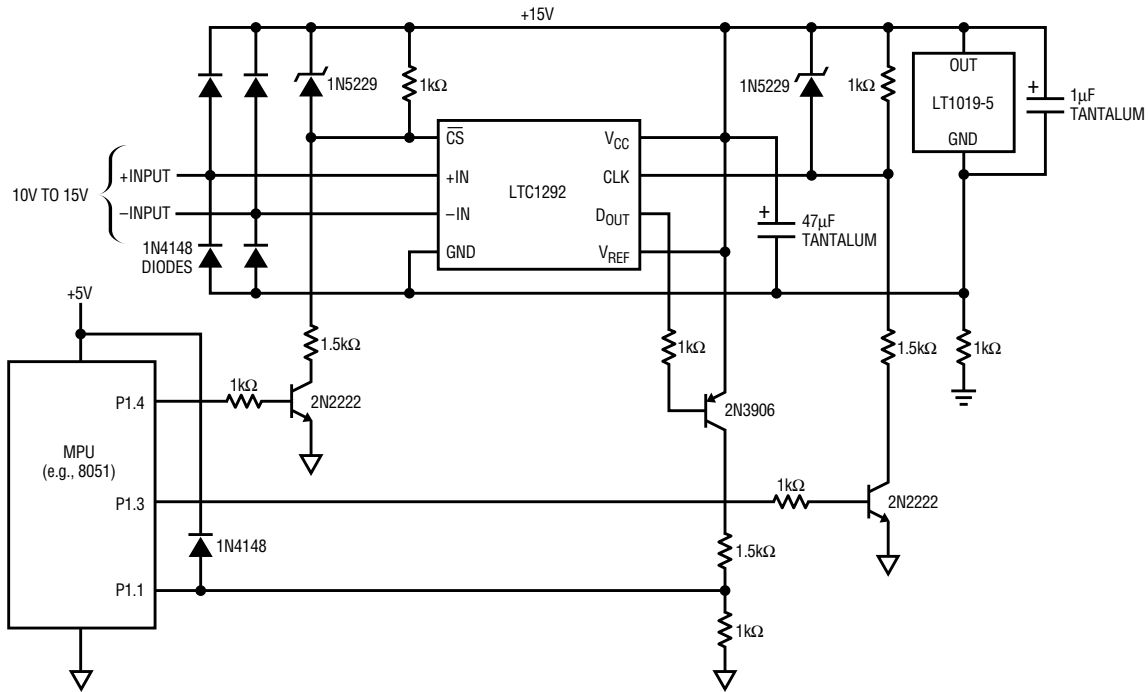 +15V
1N5229
1kΩ
1N5229
1kΩ
OUT
LT1019-5
GND
+
1µF
TANTALUM
10V TO 15V
+INPUT
–INPUT
1N4148
DIODES
C̅S̅
+IN
–IN
GND
LTC1292
VCC
CLK
DOUT
VREF
+
47µF
TANTALUM
+5V
1.5kΩ
1kΩ
1.5kΩ
1kΩ
P1.4
1kΩ
2N2222
2N3906
MPU
(e.g., 8051)
P1.3
1kΩ
2N2222
1N4148
1.5kΩ
P1.1
1kΩ